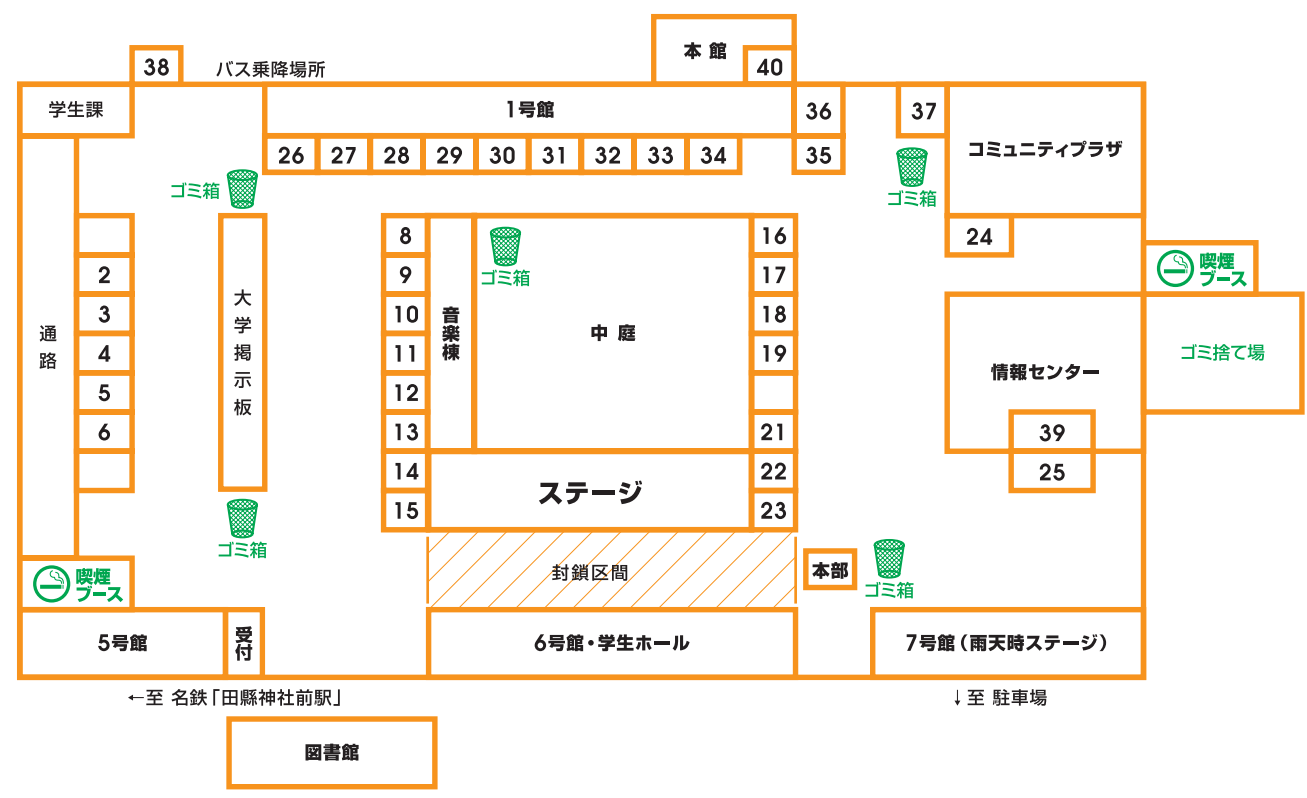 本館
38
バス乗降場所
40
学生課
1号館
36
37
コミュニティプラザ
26
27
28
29
30
31
32
33
34
35
ゴミ箱
ゴミ箱
8
16
24
2
9
ゴミ箱
17
喫煙
ブース
3
10
18
通路
大学掲示板
音楽棟
中庭
4
11
19
情報センター
ゴミ捨て場
5
12
6
13
21
39
14
ステージ
22
25
15
23
ゴミ箱
封鎖区間
本部
ゴミ箱
喫煙
ブース
5号館
受付
6号館・学生ホール
7号館（雨天時ステージ）
←至 名鉄「田縣神社前駅」
↓至 駐車場
図書館